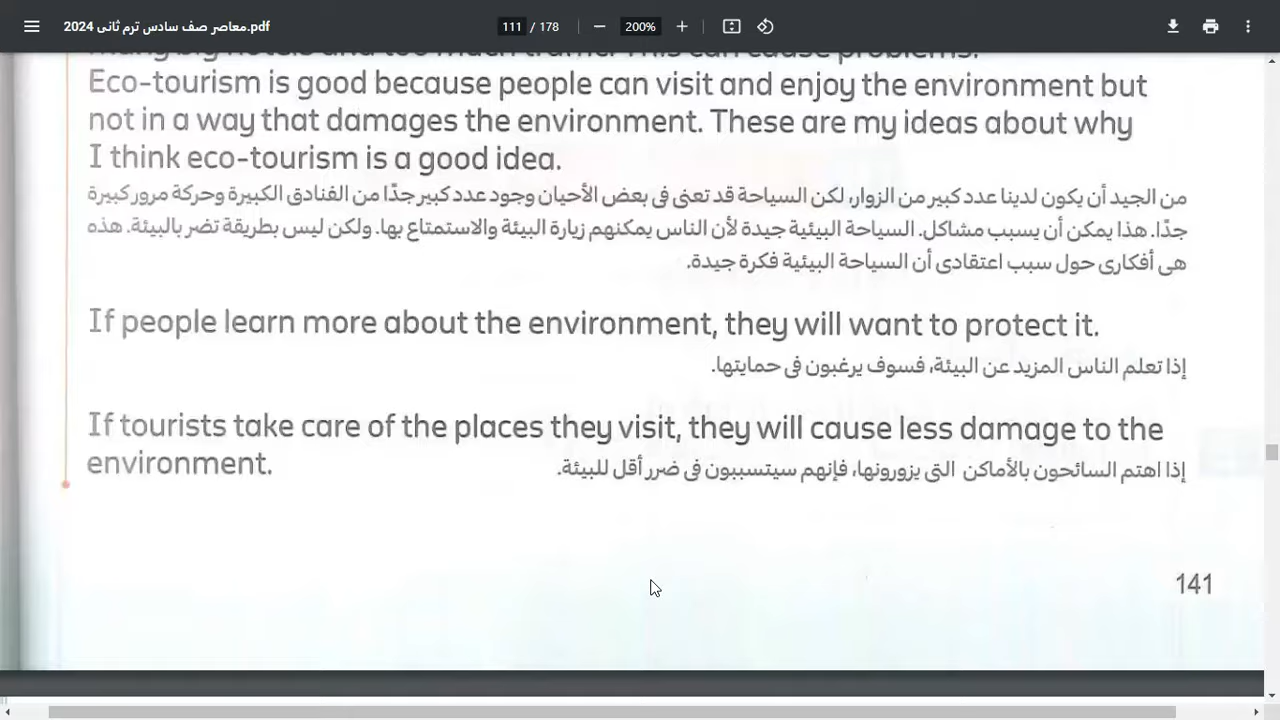 معاصر صف سادس ترم ثانى 2024.pdf
111 / 178
200%
Eco-tourism is good because people can visit and enjoy the environment but
not in a way that damages the environment. These are my ideas about why
I think eco-tourism is a good idea.
من الجيد أن يكون لدينا عدد كبير من الزوار، لكن السياحة قد تعنى فى بعض الأحيان وجود عدد كبير جدًا من الفنادق الكبيرة وحركة مرور كبيرة
جدًا. هذا يمكن أن يسبب مشاكل. السياحة البيئية جيدة لأن الناس يمكنهم زيارة البيئة والاستمتاع بها. ولكن ليس بطريقة تضر بالبيئة. هذه
هى أفكارى حول سبب اعتقادى أن السياحة البيئية فكرة جيدة.
If people learn more about the environment, they will want to protect it.
إذا تعلم الناس المزيد عن البيئة، فسوف يرغبون فى حمايتها.
If tourists take care of the places they visit, they will cause less damage to the
environment.
إذا اهتم السائحون بالأماكن التى يزورونها، فإنهم سيتسببون فى ضرر أقل للبيئة.
141